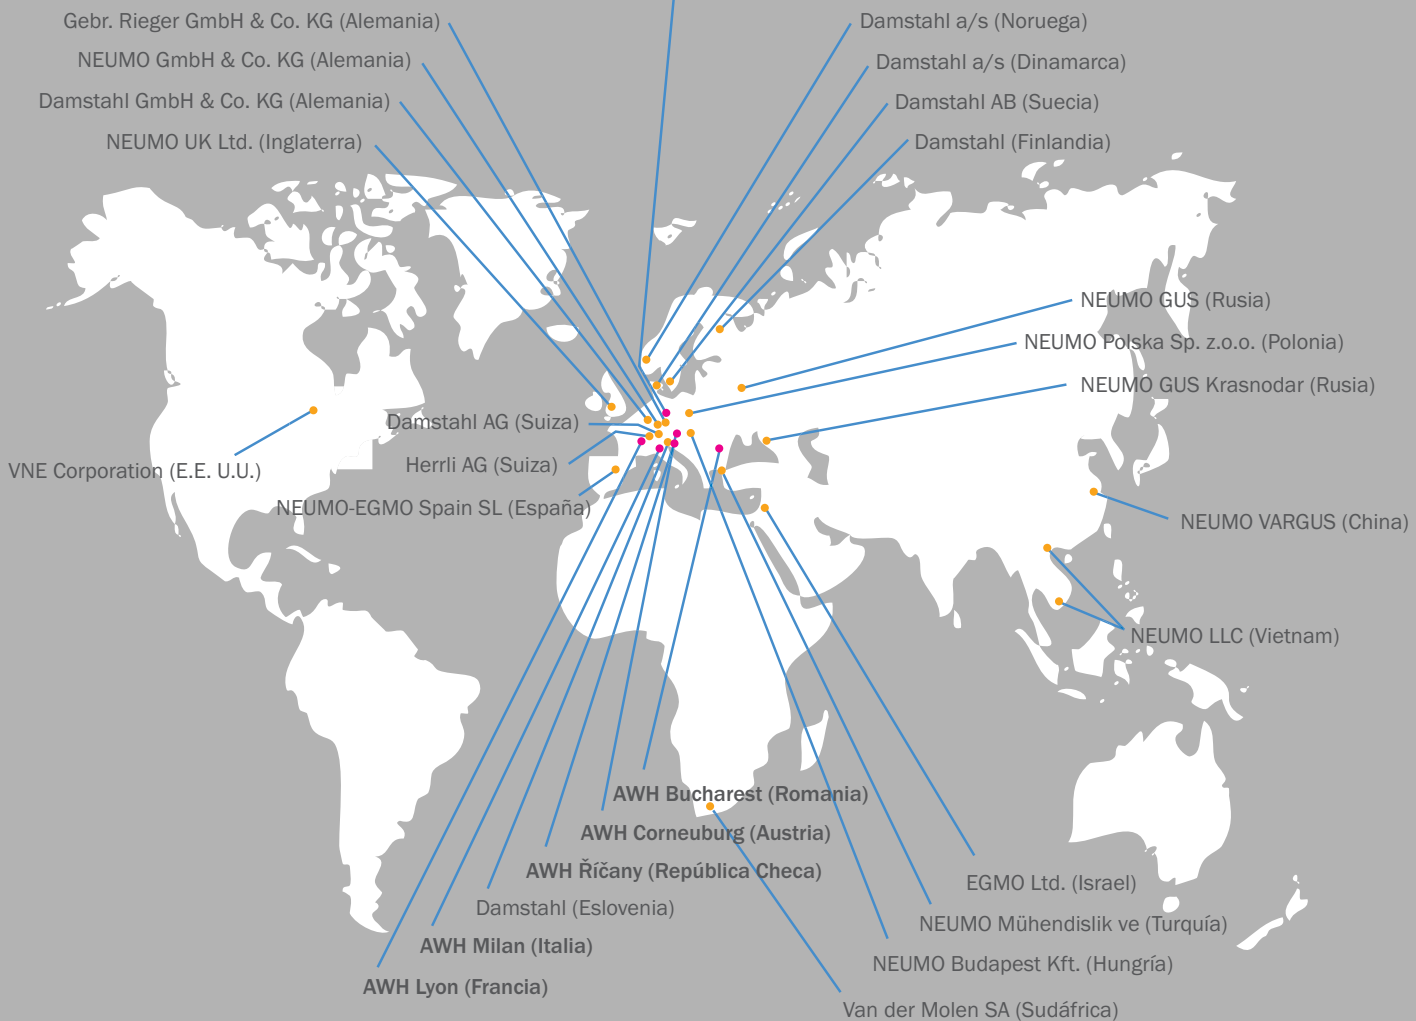 Gebr. Rieger GmbH & Co. KG (Alemania)
NEUMO GmbH & Co. KG (Alemania)
Damstahl GmbH & Co. KG (Alemania)
NEUMO UK Ltd. (Inglaterra)
Damstahl a/s (Noruega)
Damstahl a/s (Dinamarca)
Damstahl AB (Suecia)
Damstahl (Finlandia)
NEUMO GUS (Rusia)
NEUMO Polska Sp. z.o.o. (Polonia)
NEUMO GUS Krasnodar (Rusia)
Damstahl AG (Suiza)
Herrli AG (Suiza)
VNE Corporation (E.E. U.U.)
NEUMO-EGMO Spain SL (España)
NEUMO VARGUS (China)
NEUMO LLC (Vietnam)
AWH Bucharest (Romania)
AWH Corneuburg (Austria)
AWH Říčany (República Checa)
Damstahl (Eslovenia)
AWH Milan (Italia)
AWH Lyon (Francia)
EGMO Ltd. (Israel)
NEUMO Mühendislik ve (Turquía)
NEUMO Budapest Kft. (Hungría)
Van der Molen SA (Sudáfrica)